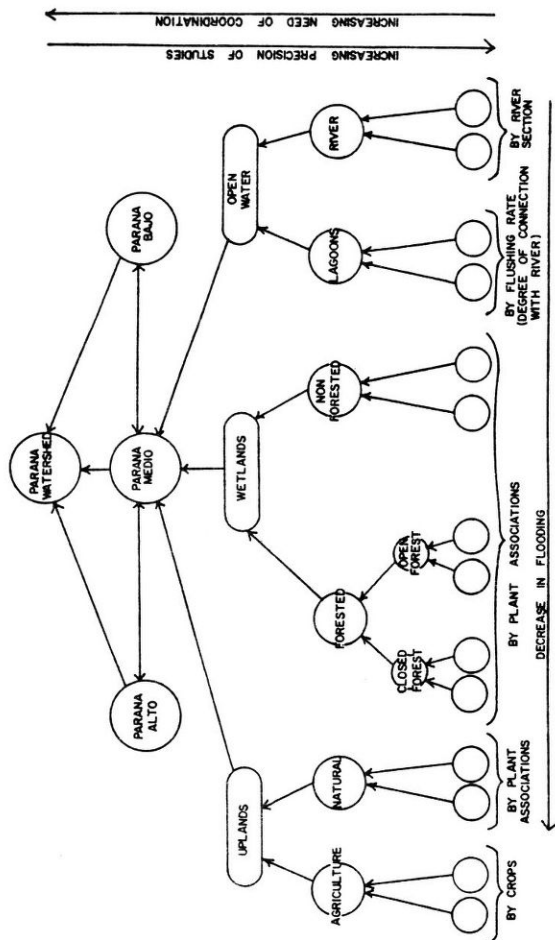 PARANA
WATERSHED
PARANA
ALTO
PARANA
MEDIO
PARANA
BAJO
UPLANDS
WETLANDS
OPEN
WATER
AGRICULTURE
NATURAL
FORESTED
NON
FORESTED
LAGOONS
RIVER
CLOSED
FOREST
OPEN
FOREST
BY CROPS
BY PLANT
ASSOCIATIONS
BY PLANT ASSOCIATIONS
BY FLUSHING RATE
(DEGREE OF CONNECTION
WITH RIVER)
BY RIVER
SECTION
DECREASE IN FLOODING
INCREASING PRECISION OF STUDIES
INCREASING NEED OF COORDINATION